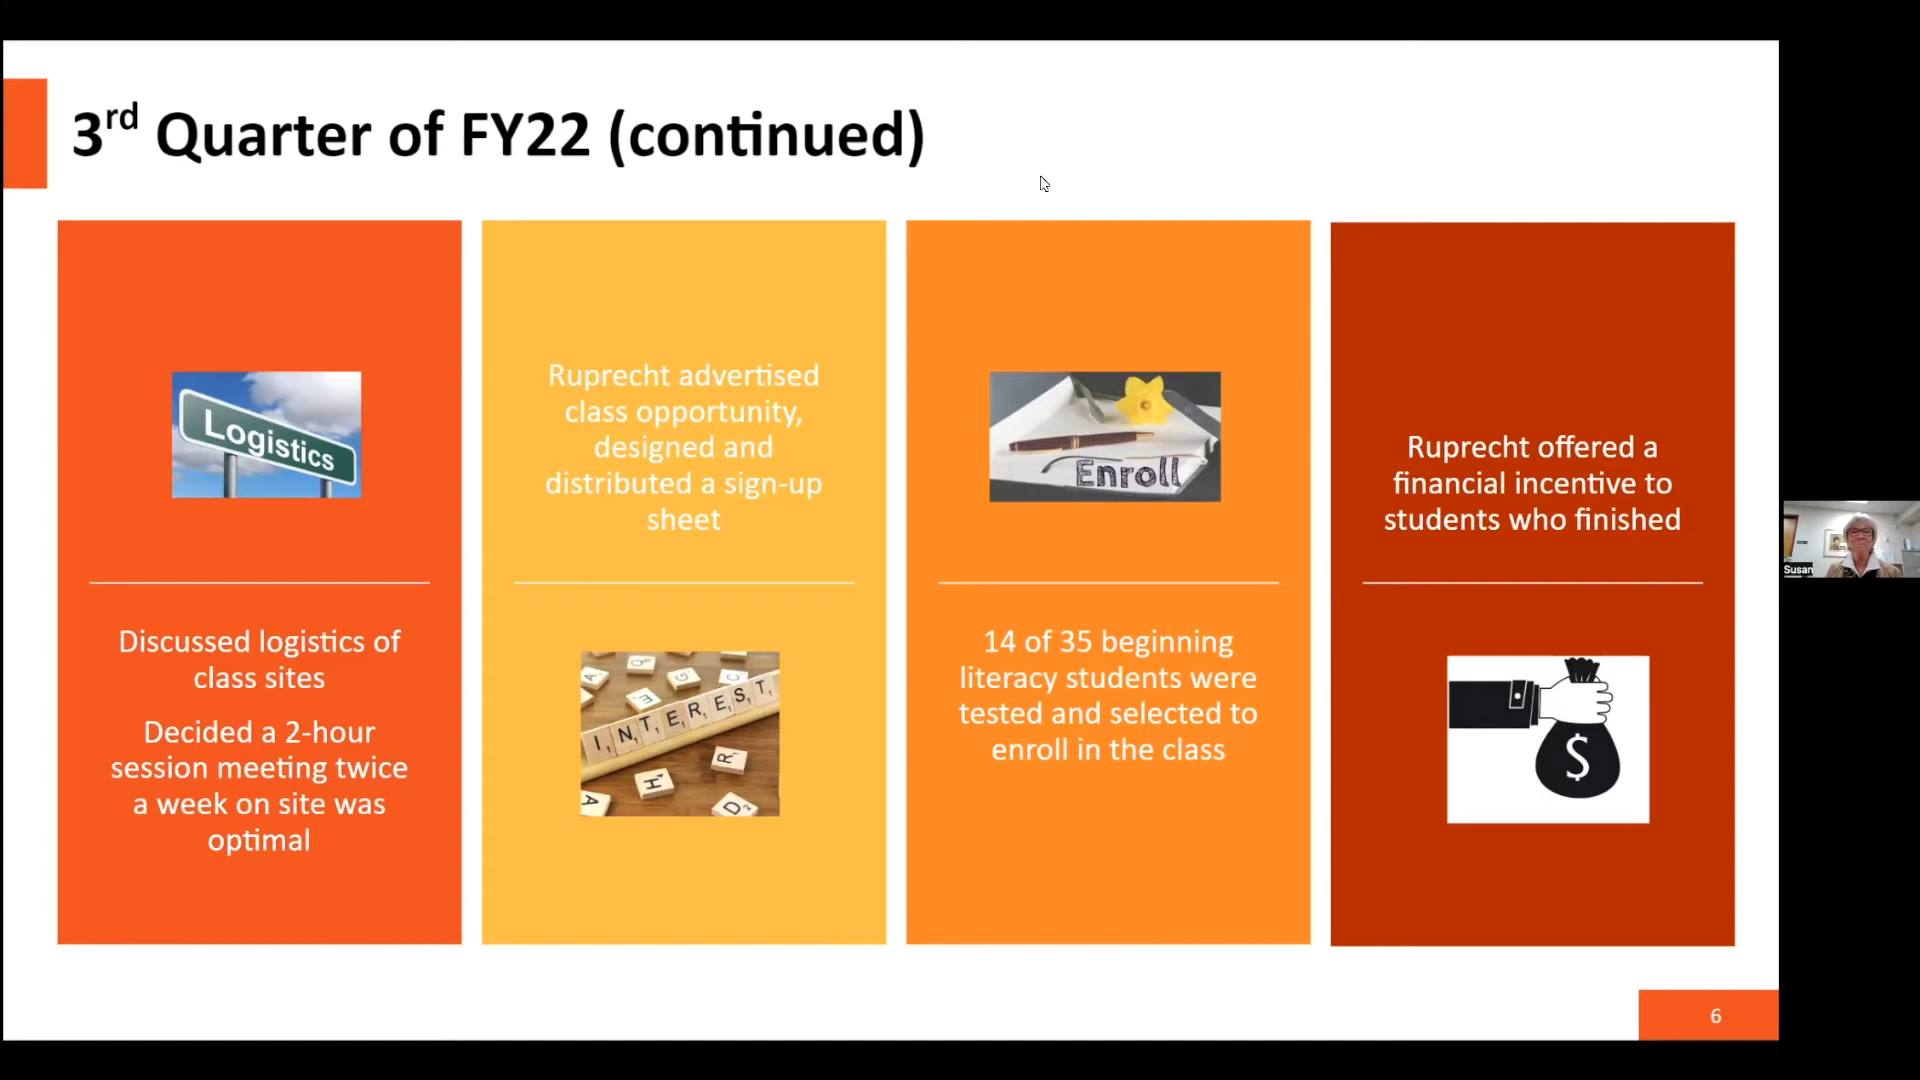 3rd Quarter of FY22 (continued)
Logistics
Discussed logistics of
class sites
Decided a 2-hour
session meeting twice
a week on site was
optimal
Ruprecht advertised
class opportunity,
designed and
distributed a sign-up
sheet
INTEREST
Enroll
14 of 35 beginning
literacy students were
tested and selected to
enroll in the class
Ruprecht offered a
financial incentive to
students who finished
$
Susan
6